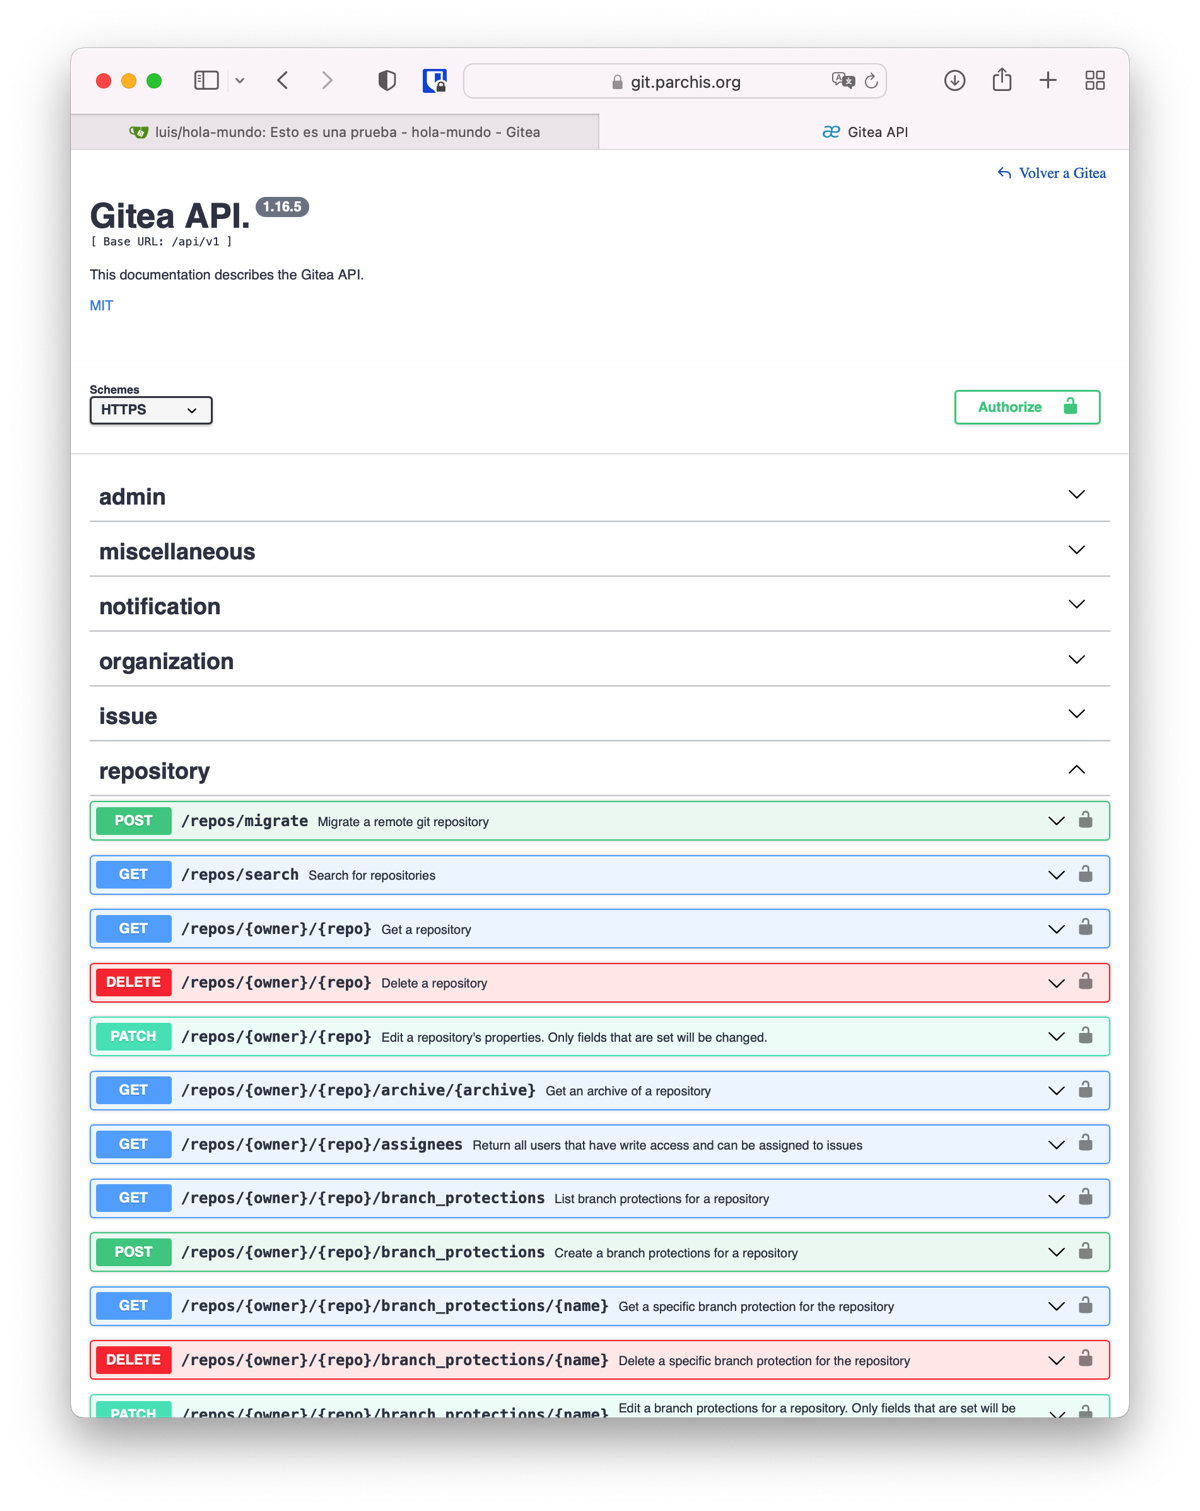 git.parchis.org
luis/hola-mundo: Esto es una prueba - hola-mundo - Gitea
Gitea API
Volver a Gitea
Gitea API. 1.16.5
[ Base URL: /api/v1 ]
This documentation describes the Gitea API.
MIT
Schemes
HTTPS
Authorize
admin
miscellaneous
notification
organization
issue
repository
POST /repos/migrate Migrate a remote git repository
GET /repos/search Search for repositories
GET /repos/{owner}/{repo} Get a repository
DELETE /repos/{owner}/{repo} Delete a repository
PATCH /repos/{owner}/{repo} Edit a repository's properties. Only fields that are set will be changed.
GET /repos/{owner}/{repo}/archive/{archive} Get an archive of a repository
GET /repos/{owner}/{repo}/assignees Return all users that have write access and can be assigned to issues
GET /repos/{owner}/{repo}/branch_protections List branch protections for a repository
POST /repos/{owner}/{repo}/branch_protections Create a branch protections for a repository
GET /repos/{owner}/{repo}/branch_protections/{name} Get a specific branch protection for the repository
DELETE /repos/{owner}/{repo}/branch_protections/{name} Delete a specific branch protection for the repository
PATCH /repos/{owner}/{repo}/branch_protections/{name} Edit a branch protections for a repository. Only fields that are set will be